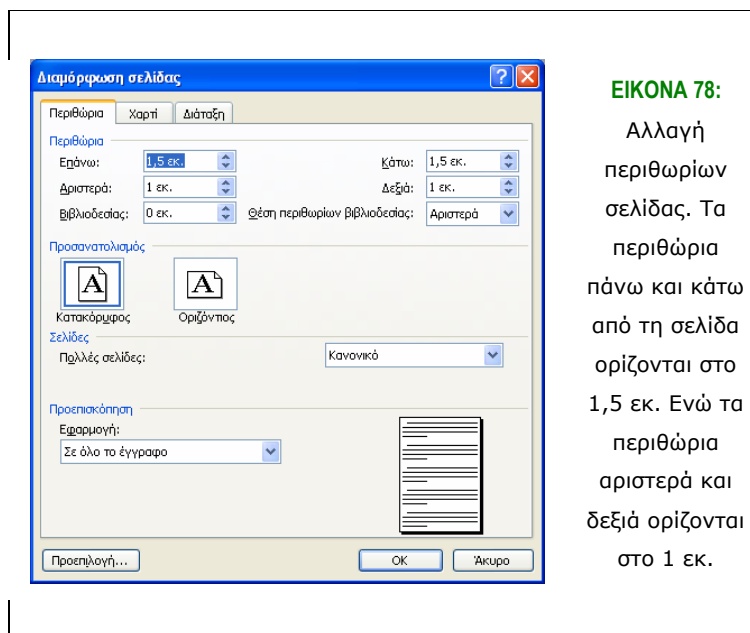 Διαμόρφωση σελίδας
Περιθώρια Χαρτί Διάταξη
Περιθώρια
Επάνω: 1,5 εκ. Κάτω: 1,5 εκ.
Αριστερά: 1 εκ. Δεξιά: 1 εκ.
Βιβλιοδεσίας: 0 εκ. Θέση περιθωρίων βιβλιοδεσίας: Αριστερά
Προσανατολισμός
A A
Κατακόρυφος Οριζόντιος
Σελίδες
Πολλές σελίδες: Κανονικό
Προεπισκόπηση
Εφαρμογή:
Σε όλο το έγγραφο
Προεπιλογή... OK Άκυρο
ΕΙΚΟΝΑ 78:
Αλλαγή
περιθωρίων
σελίδας. Τα
περιθώρια
πάνω και κάτω
από τη σελίδα
ορίζονται στο
1,5 εκ. Ενώ τα
περιθώρια
αριστερά και
δεξιά ορίζονται
στο 1 εκ.